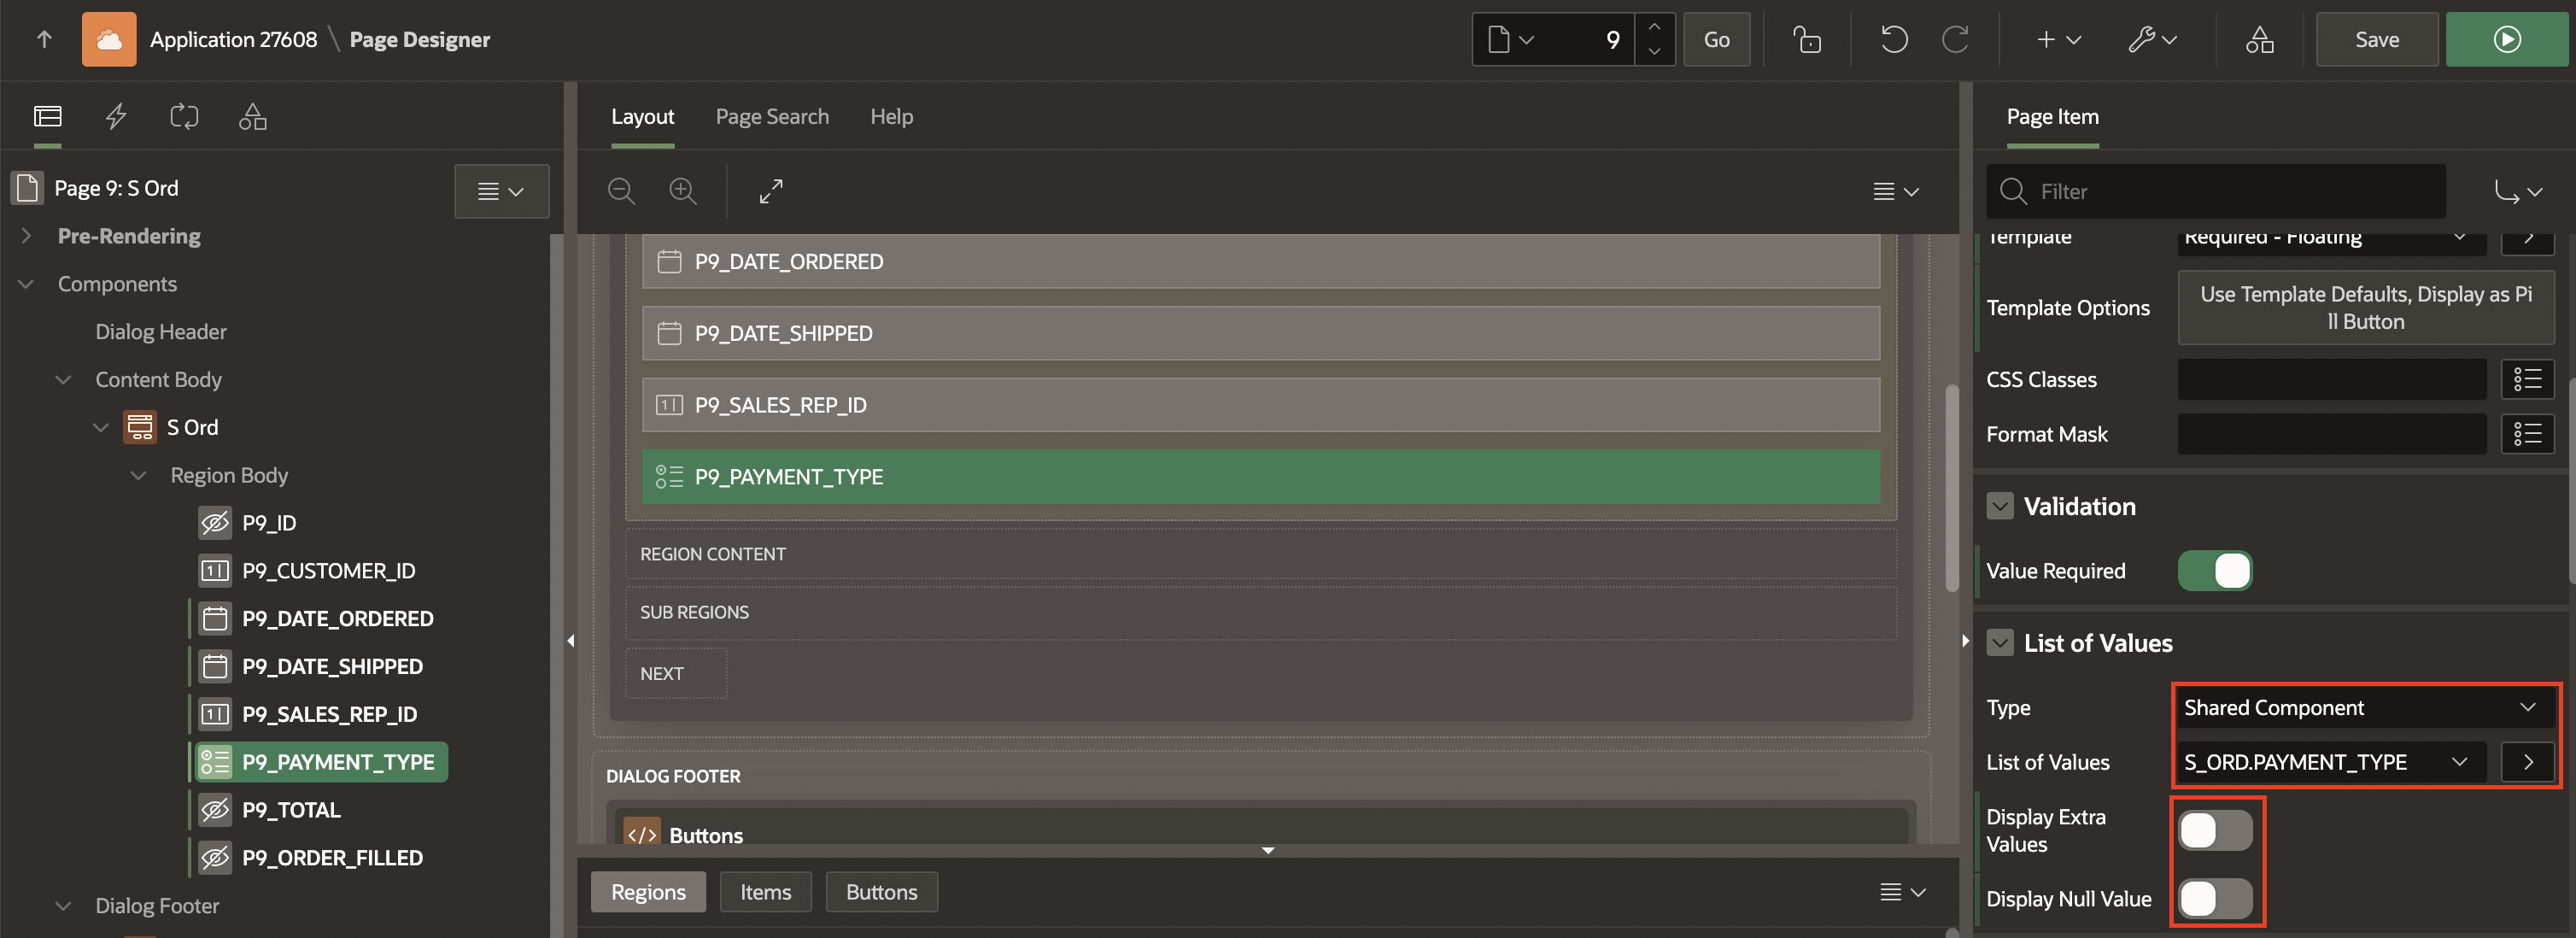 Application 27608 \ Page Designer
9
Go
Save
Page 9: S Ord
Pre-Rendering
Components
Dialog Header
Content Body
S Ord
Region Body
P9_ID
P9_CUSTOMER_ID
P9_DATE_ORDERED
P9_DATE_SHIPPED
P9_SALES_REP_ID
P9_PAYMENT_TYPE
P9_TOTAL
P9_ORDER_FILLED
Dialog Footer
Layout
Page Search
Help
P9_DATE_ORDERED
P9_DATE_SHIPPED
P9_SALES_REP_ID
P9_PAYMENT_TYPE
REGION CONTENT
SUB REGIONS
NEXT
DIALOG FOOTER
Buttons
Regions
Items
Buttons
Page Item
Filter
Template
Required - Floating
Template Options
Use Template Defaults, Display as Pi
ll Button
CSS Classes
Format Mask
Validation
Value Required
List of Values
Type
Shared Component
List of Values
S_ORD.PAYMENT_TYPE
Display Extra
Values
Display Null Value